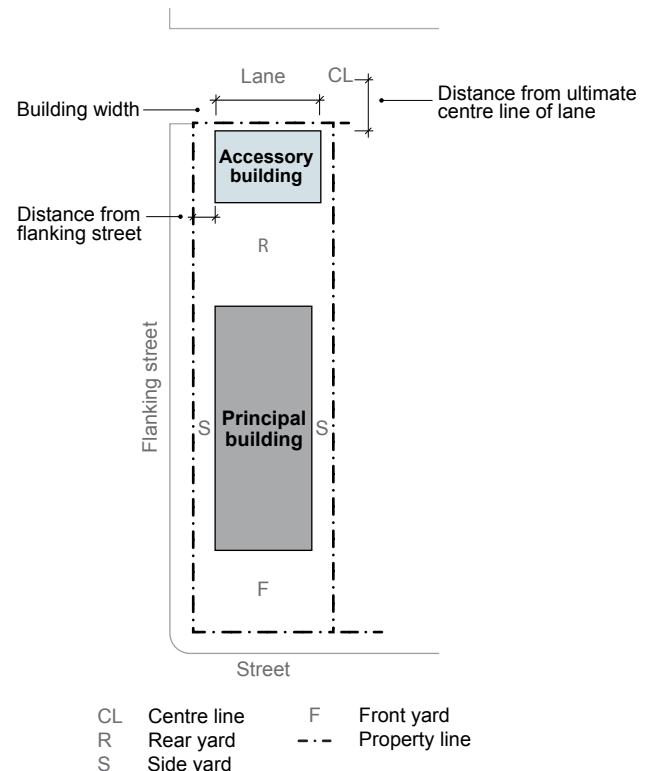 Lane
CL
Distance from ultimate
centre line of lane
Building width
Accessory
building
Distance from
flanking street
R
Flanking street
S
Principal
building
S
F
Street
CL Centre line
F Front yard
R Rear yard
Property line
S Side yard